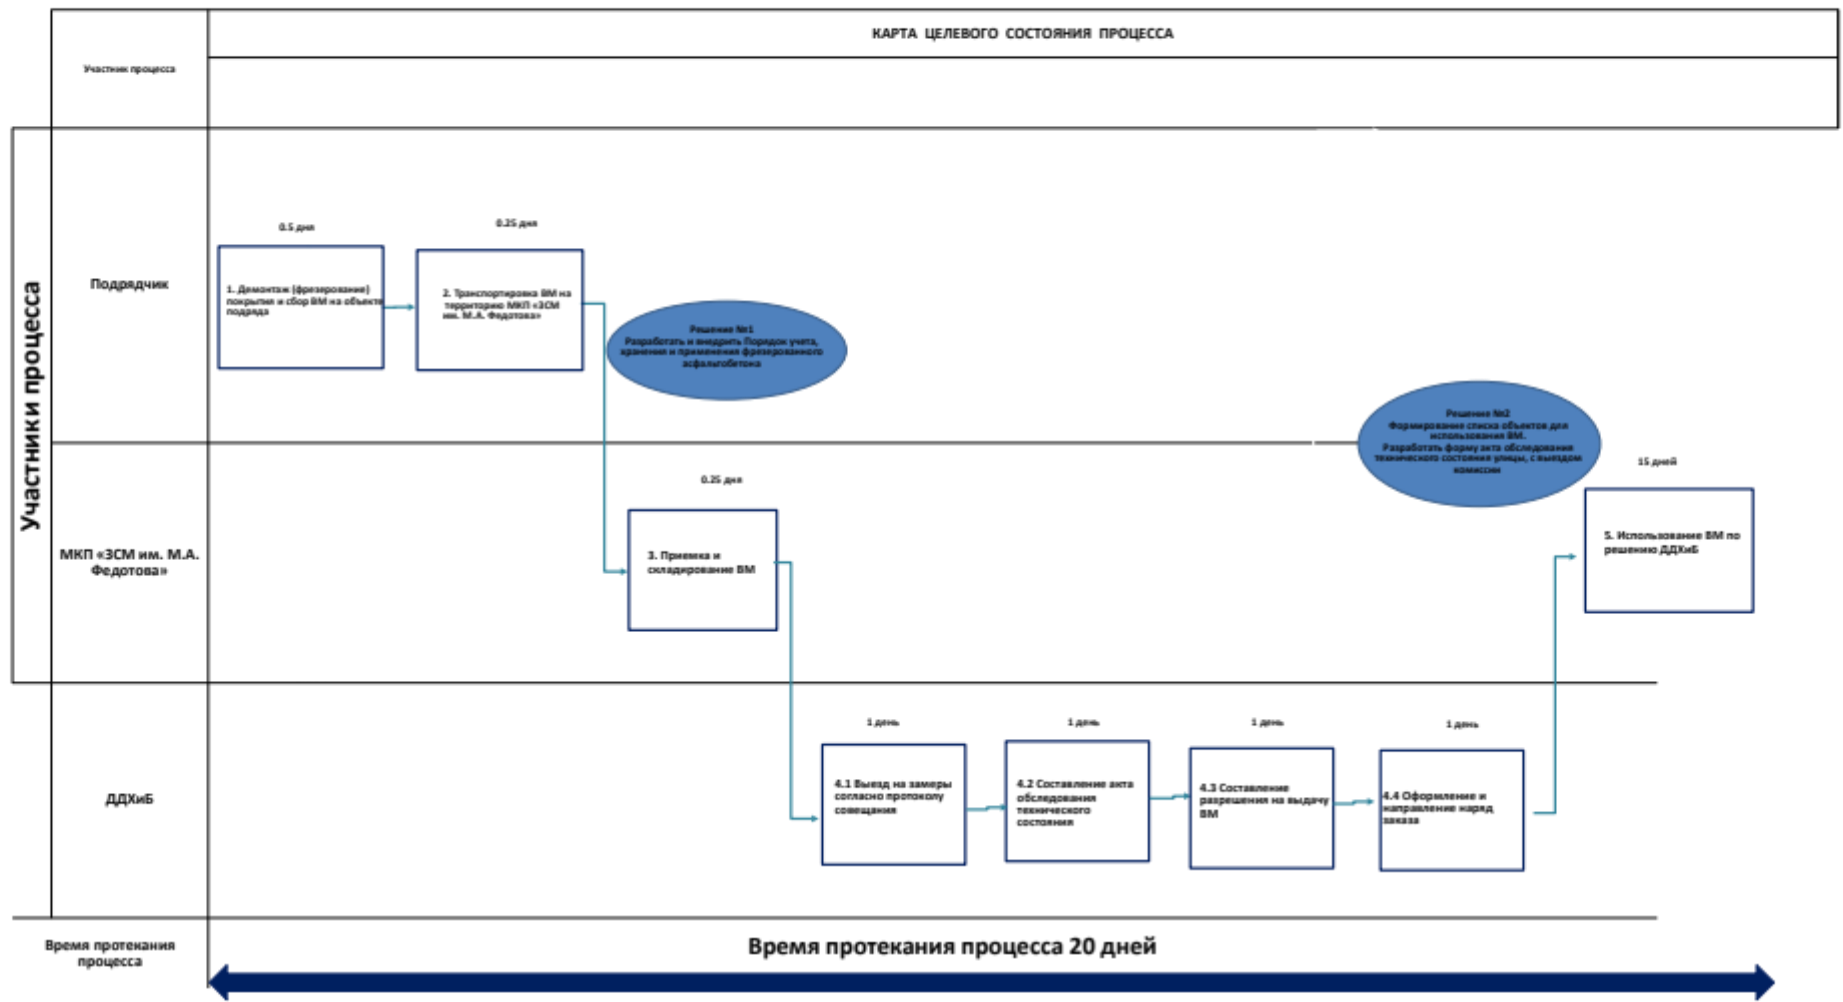 КАРТА ЦЕЛЕВОГО СОСТОЯНИЯ ПРОЦЕССА
Участник процесса
Участники процесса
Подрядчик
0.5 дня
1. Демонтаж (фрезерование)
покрытия и сбор ВМ на объекте
подряда
0.25 дня
2. Транспортировка ВМ на
территорию МКП «ЗСМ
им. М.А. Федотова»
Решение №1
Разработать и внедрить Порядок учета,
хранения и применения фрезерованного
асфальтобетона
Решение №2
Формирование списка объектов для
использования ВМ.
Разработать форму акта обследования
технического состояния улицы, с выездом
комиссии
МКП «ЗСМ им. М.А.
Федотова»
0.25 дня
3. Приемка и
складирование ВМ
15 дней
5. Использование ВМ по
решению ДДХиБ
ДДХиБ
1 день
4.1 Выезд на замеры
согласно протоколу
совещания
1 день
4.2 Составление акта
обследования
технического
состояния
1 день
4.3 Составление
разрешения на выдачу
ВМ
1 день
4.4 Оформление и
направление наряд
заказа
Время протекания
процесса
Время протекания процесса 20 дней